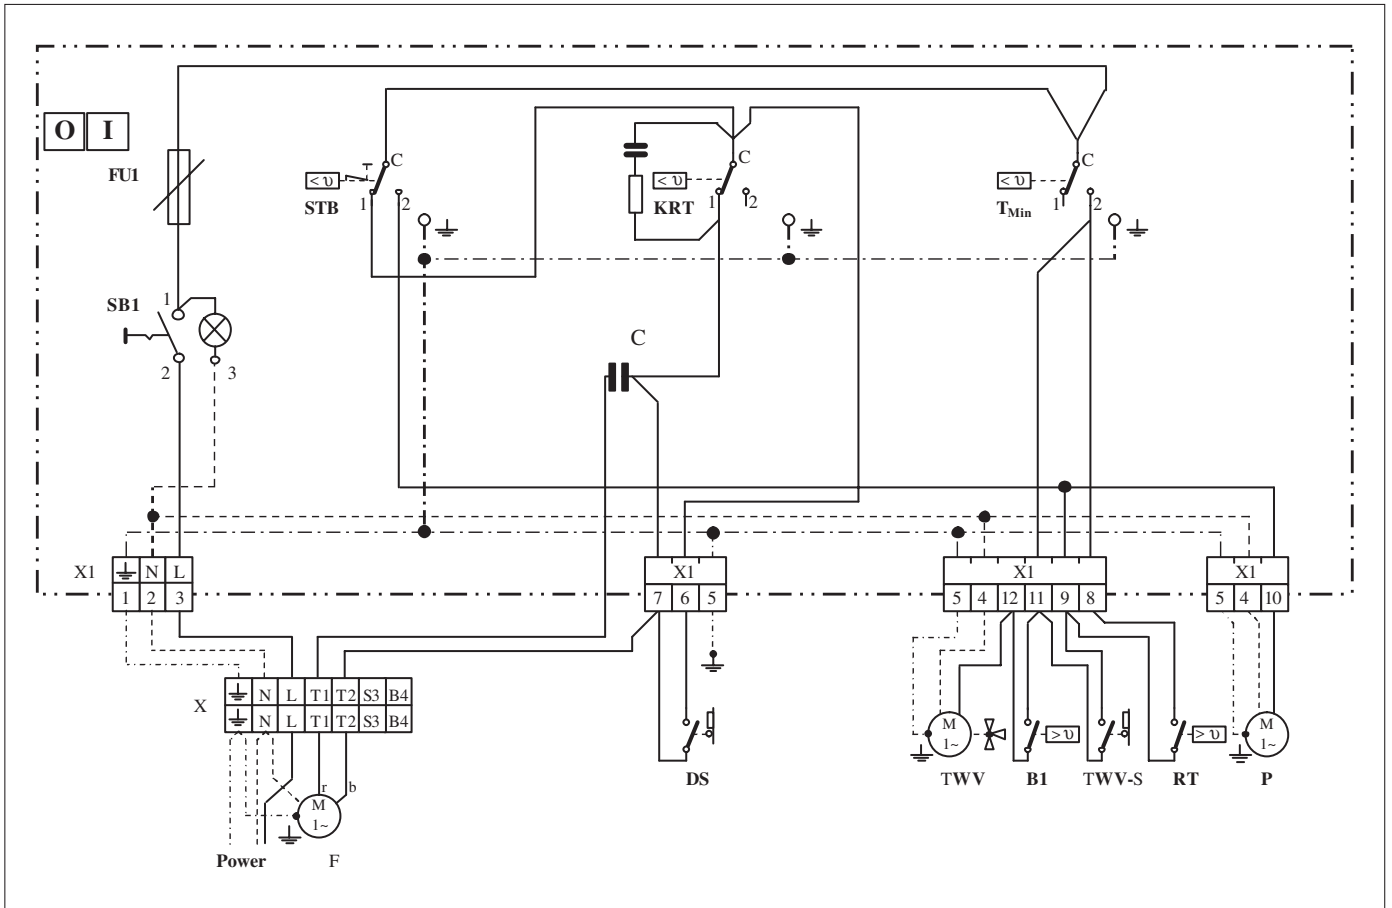 O I
FU1
C
< υ
STB
1 2
C
< υ
KRT
1 2
C
< υ
TMin
1 2
SB1
1
2 3
C
X1 N L
1 2 3
X1
7 6 5
X1
5 4 12 11 9 8
X1
5 4 10
X N L T1 T2 S3 B4
N L T1 T2 S3 B4
r b
M
1~
Power F
DS
M
1~
TWV
> υ
B1
TWV-S
> υ
RT
M
1~
P